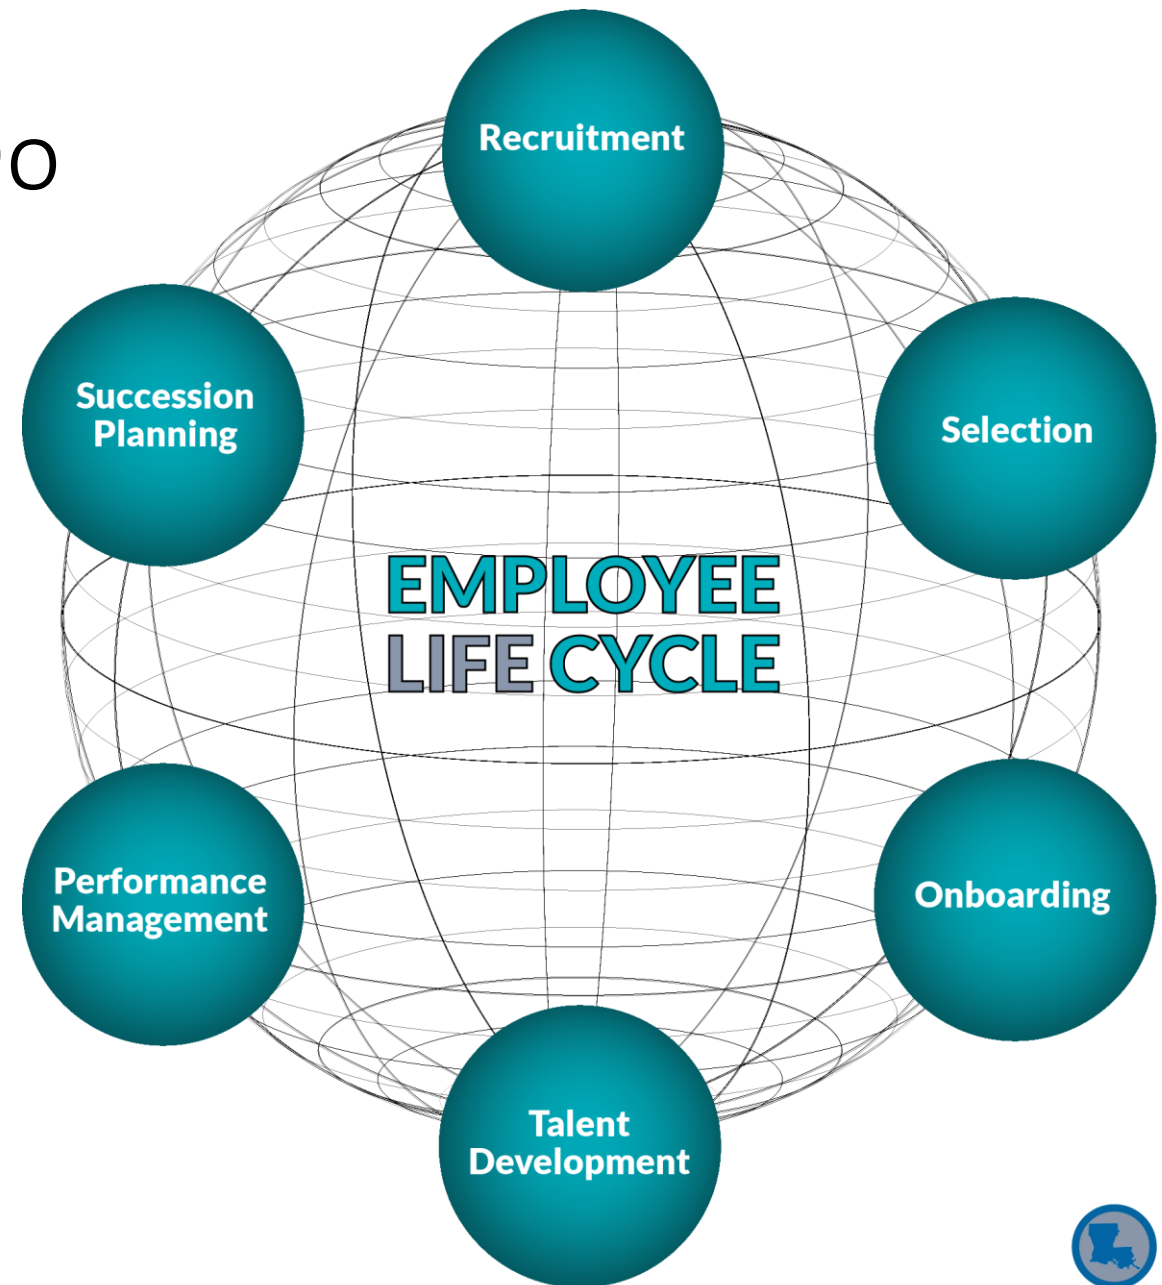 O
Recruitment
Selection
Onboarding
Talent
Development
Performance
Management
Succession
Planning
EMPLOYEE
LIFE CYCLE